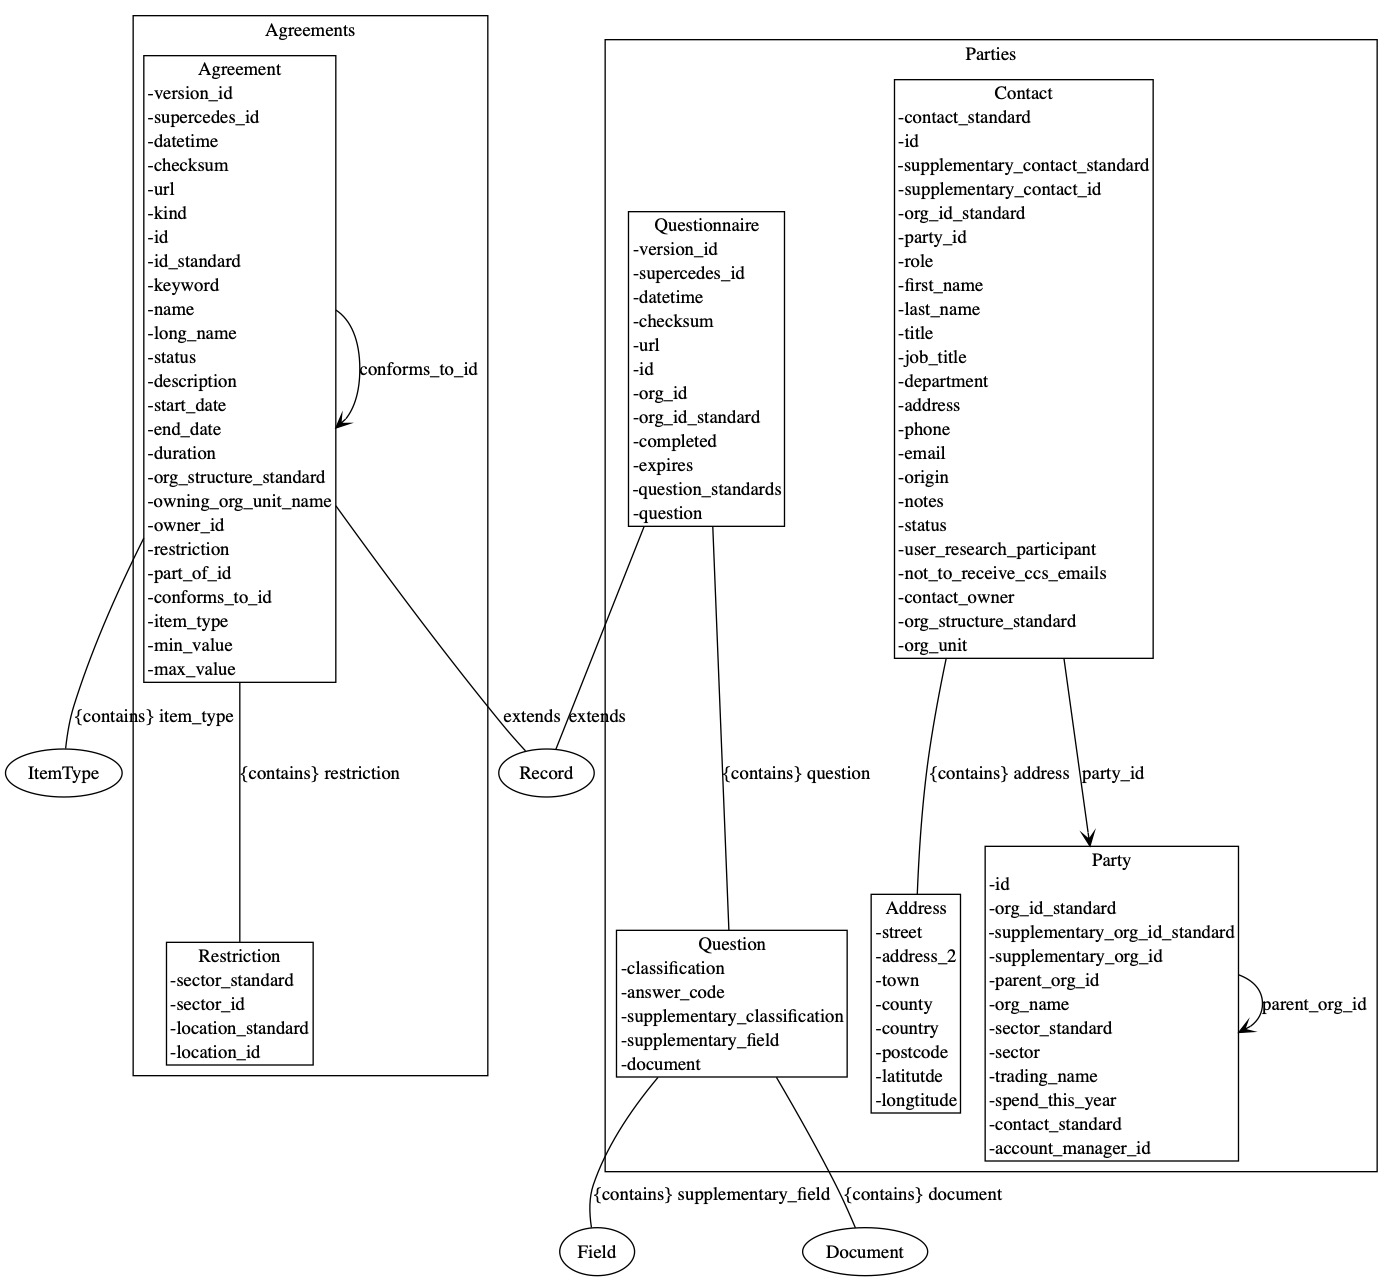 Agreements
Agreement
-version_id
-supercedes_id
-datetime
-checksum
-url
-kind
-id
-id_standard
-keyword
-name
-long_name
-status
-description
-start_date
-end_date
-duration
-org_structure_standard
-owning_org_unit_name
-owner_id
-restriction
-part_of_id
-conforms_to_id
-item_type
-min_value
-max_value
conforms_to_id
{contains} item_type
ItemType
{contains} restriction
Restriction
-sector_standard
-sector_id
-location_standard
-location_id
extends
extends
Record
Parties
Questionnaire
-version_id
-supercedes_id
-datetime
-checksum
-url
-id
-org_id
-org_id_standard
-completed
-expires
-question_standards
-question
{contains} question
Question
-classification
-answer_code
-supplementary_classification
-supplementary_field
-document
{contains} supplementary_field
{contains} document
Field
Document
Contact
-contact_standard
-id
-supplementary_contact_standard
-supplementary_contact_id
-org_id_standard
-party_id
-role
-first_name
-last_name
-title
-job_title
-department
-address
-phone
-email
-origin
-notes
-status
-user_research_participant
-not_to_receive_ccs_emails
-contact_owner
-org_structure_standard
-org_unit
{contains} address
party_id
Address
-street
-address_2
-town
-county
-country
-postcode
-latitutde
-longtitude
Party
-id
-org_id_standard
-supplementary_org_id_standard
-supplementary_org_id
-parent_org_id
-org_name
-sector_standard
-sector
-trading_name
-spend_this_year
-contact_standard
-account_manager_id
parent_org_id